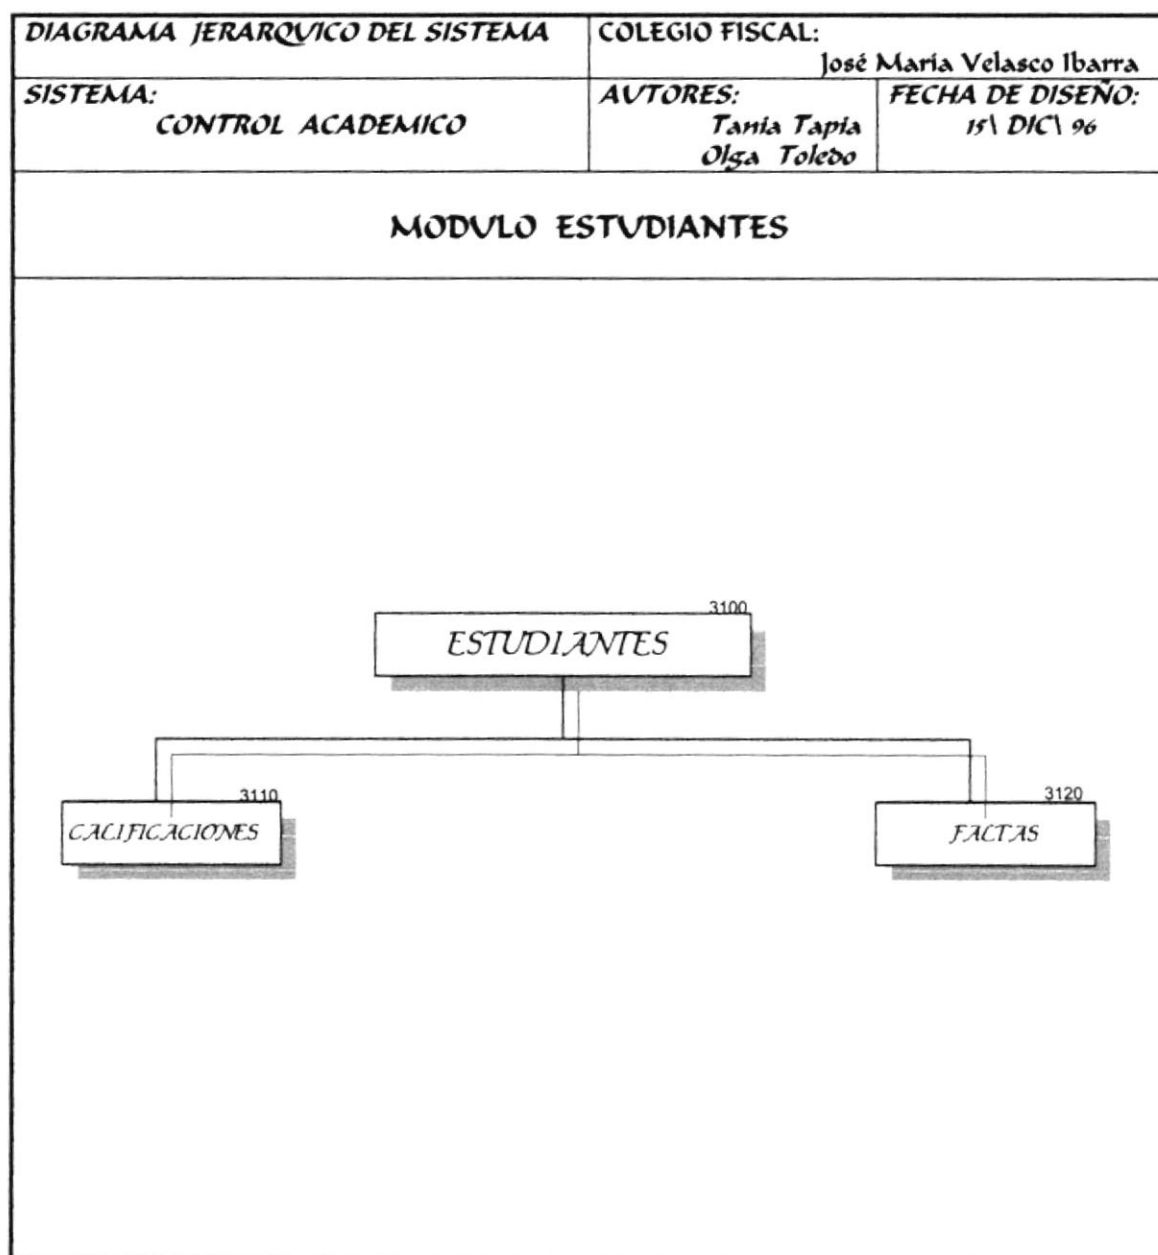 DIAGRAMA JERARQUICO DEL SISTEMA
COLEGIO FISCAL:
José María Velasco Ibarra
SISTEMA:
CONTROL ACADEMICO
AUTORES:
Tania Tapia
Olga Toledo
FECHA DE DISEÑO:
15\ DIC\ 96
MODULO ESTUDIANTES
3100
ESTUDIANTES
3110
CALIFICACIONES
3120
FALTAS